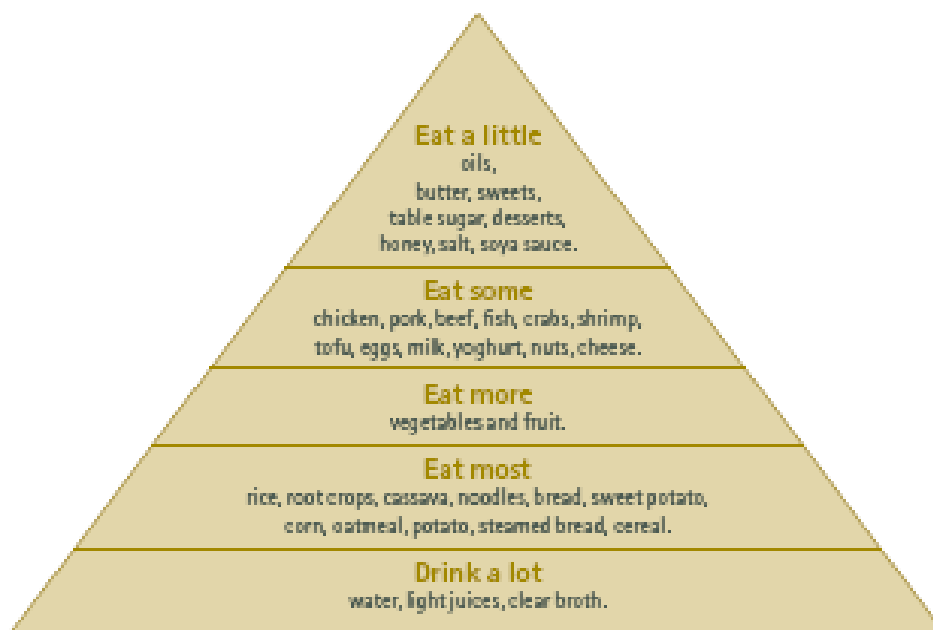 Eat a little
oils,
butter, sweets,
table sugar, desserts,
honey, salt, soya sauce.
Eat some
chicken, pork, beef, fish, crabs, shrimp,
tofu, eggs, milk, yoghurt, nuts, cheese.
Eat more
vegetables and fruit.
Eat most
rice, root crops, cassava, noodles, bread, sweet potato,
corn, oatmeal, potato, steamed bread, cereal.
Drink a lot
water, light juices, clear broth.